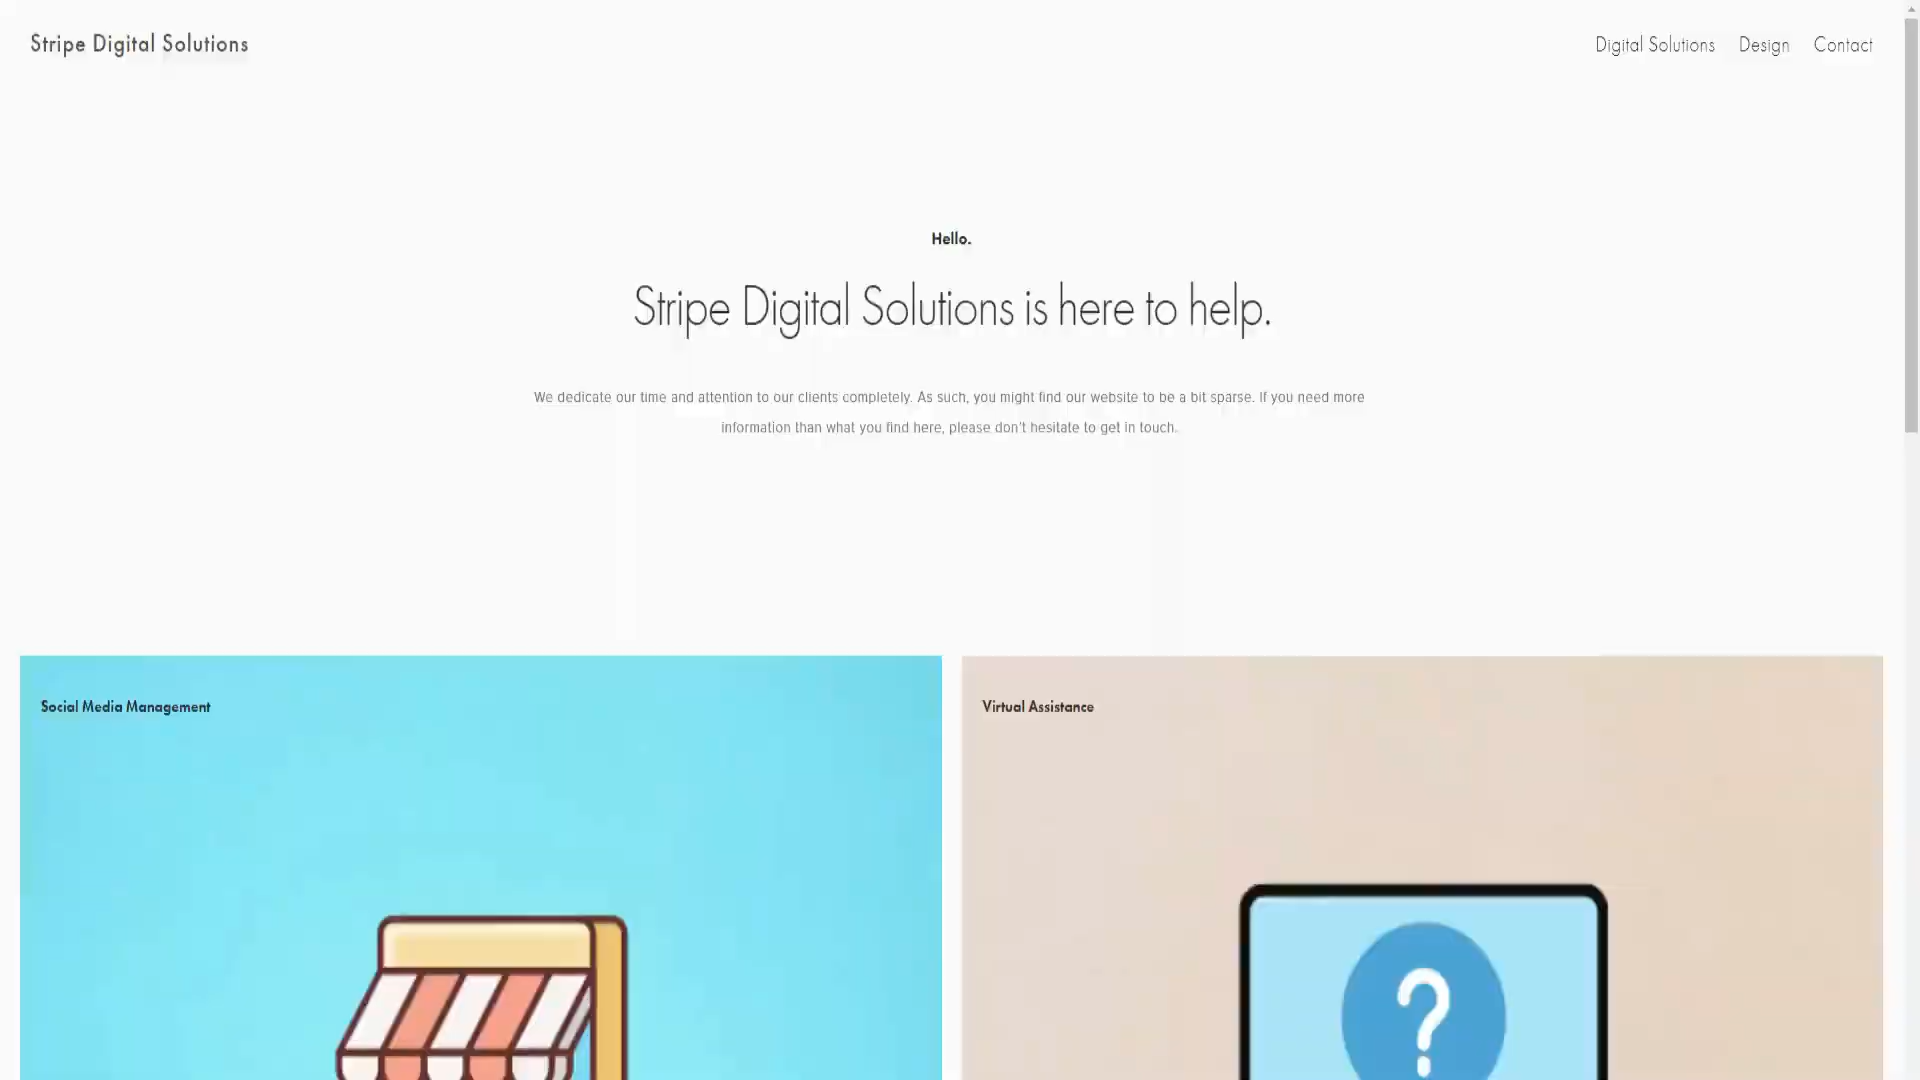 Stripe Digital Solutions
Digital Solutions Design Contact
Hello.
Stripe Digital Solutions is here to help.
We dedicate our time and attention to our clients completely. As such, you might find our website to be a bit sparse. If you need more
information than what you find here, please don't hesitate to get in touch.
Social Media Management
Virtual Assistance
?